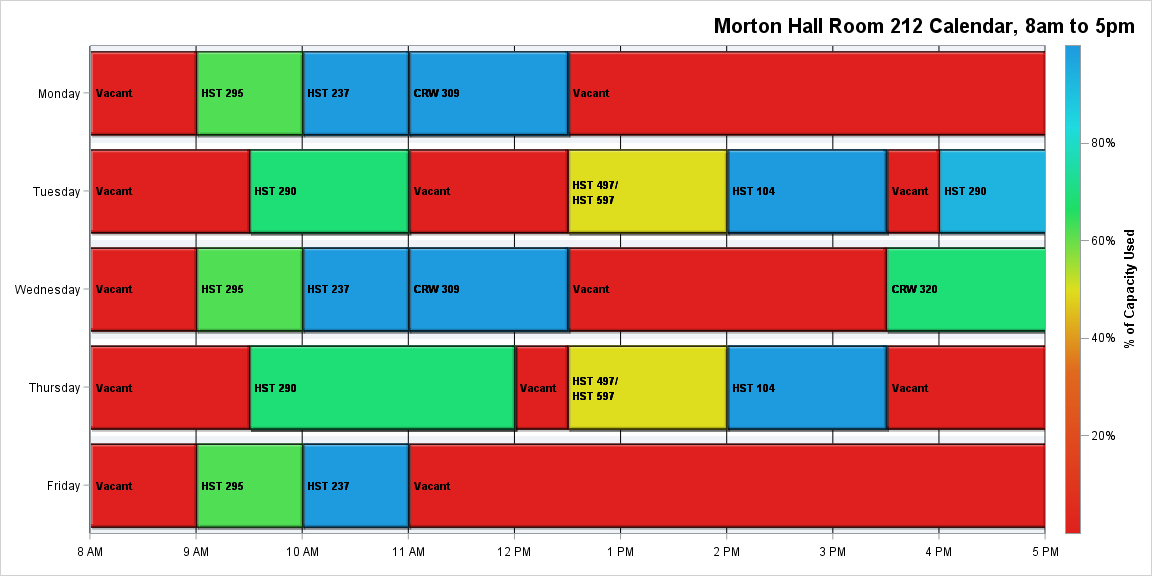 Morton Hall Room 212 Calendar, 8am to 5pm
Monday
Vacant
HST 295
HST 237
CRW 309
Vacant
Tuesday
Vacant
HST 290
Vacant
HST 497/
HST 597
HST 104
Vacant
HST 290
Wednesday
Vacant
HST 295
HST 237
CRW 309
Vacant
CRW 320
Thursday
Vacant
HST 290
Vacant
HST 497/
HST 597
HST 104
Vacant
Friday
Vacant
HST 295
HST 237
Vacant
8 AM
9 AM
10 AM
11 AM
12 PM
1 PM
2 PM
3 PM
4 PM
5 PM
80%
60%
40%
20%
% of Capacity Used